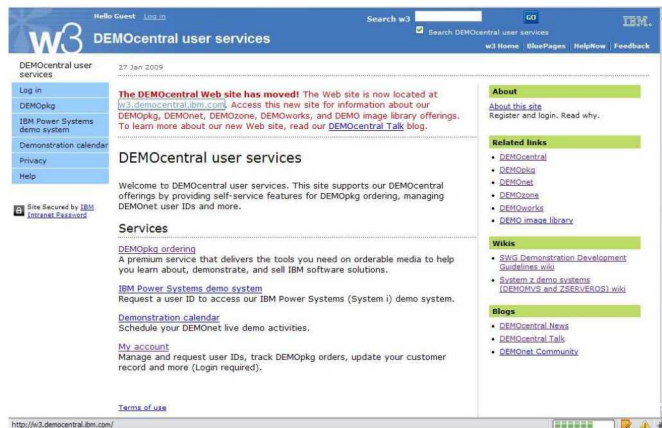 Hello Guest Log in
Search w3
GO
IBM.
Search DEMOcentral user services
w3
DEMOcentral user services
w3 Home BluePages HelpNow Feedback
DEMOcentral user services
Log in
DEMOpkg
IBM Power Systems demo system
Demonstration calendar
Privacy
Help
Site Secured by IBM Intranet Password
27 Jan 2009
The DEMOcentral Web site has moved! The Web site is now located at
w3.democentral.ibm.com. Access this new site for information about our
DEMOpkg, DEMOnet, DEMOzone, DEMOworks, and DEMO image library offerings.
To learn more about our new Web site, read our DEMOcentral Talk blog.
DEMOcentral user services
Welcome to DEMOcentral user services. This site supports our DEMOcentral
offerings by providing self-service features for DEMOpkg ordering, managing
DEMOnet user IDs and more.
Services
DEMOpkg ordering
A premium service that delivers the tools you need on orderable media to help
you learn about, demonstrate, and sell IBM software solutions.
IBM Power Systems demo system
Request a user ID to access our IBM Power Systems (System i) demo system.
Demonstration calendar
Schedule your DEMOnet live demo activities.
My account
Manage and request user IDs, track DEMOpkg orders, update your customer
record and more (Login required).
Terms of use
About
About this site
Register and login. Read why.
Related links
• DEMOcentral
• DEMOpkg
• DEMOnet
• DEMOzone
• DEMOworks
• DEMO image library
Wikis
• SWG Demonstration Development
Guidelines wiki
• System z demo systems
(DEMOMVS and ZSERVEROS) wiki
Blogs
• DEMOcentral News
• DEMOcentral Talk
• DEMOnet Community
http://w3.democentral.ibm.com/